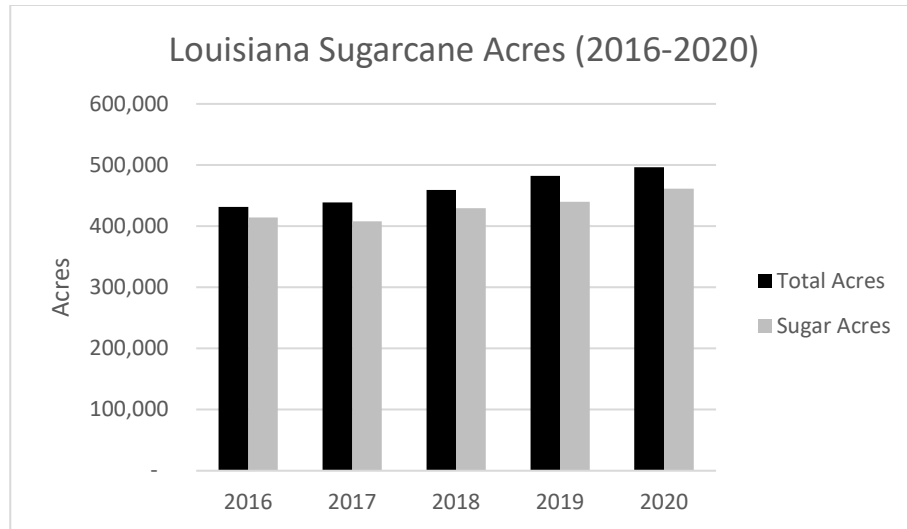 Louisiana Sugarcane Acres (2016-2020)
600,000
500,000
400,000
300,000
200,000
100,000
-
Acres
2016 2017 2018 2019 2020
Total Acres
Sugar Acres